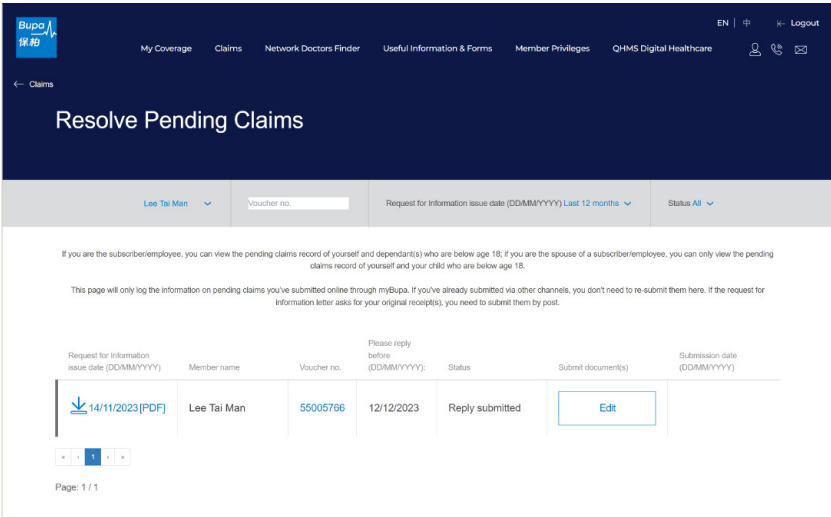 Bupa
保柏
EN | 中 Logout
My Coverage Claims Network Doctors Finder Useful Information & Forms Member Privileges QHMS Digital Healthcare
← Claims
Resolve Pending Claims
Lee Tai Man Voucher no. Request for Information issue date (DD/MM/YYYY) Last 12 months Status All
If you are the subscriber/employee, you can view the pending claims record of yourself and dependant(s) who are below age 18; if you are the spouse of a subscriber/employee, you can only view the pending
claims record of yourself and your child who are below age 18.
This page will only log the information on pending claims you've submitted online through myBupa. If you've already submitted via other channels, you don't need to re-submit them here. If the request for
information letter asks for your original receipt(s), you need to submit them by post.
Request for Information
issue date (DD/MM/YYYY)
Member name
Voucher no.
Please reply
before
(DD/MM/YYYY):
Status
Submit document(s)
Submission date
(DD/MM/YYYY)
14/11/2023[PDF] Lee Tai Man 55005766 12/12/2023 Reply submitted Edit
« ‹ 1 › »
Page: 1 / 1